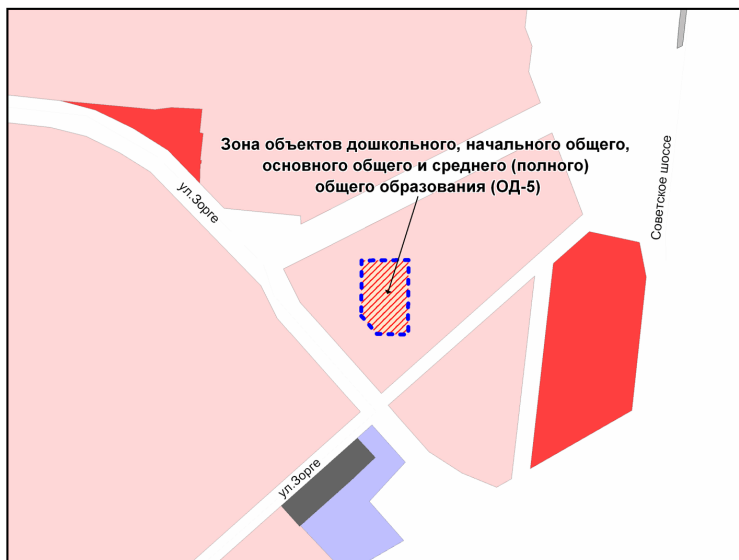 Зона объектов дошкольного, начального общего,
основного общего и среднего (полного)
общего образования (ОД-5)
ул.Зорге
Советское шоссе
ул.Зорге